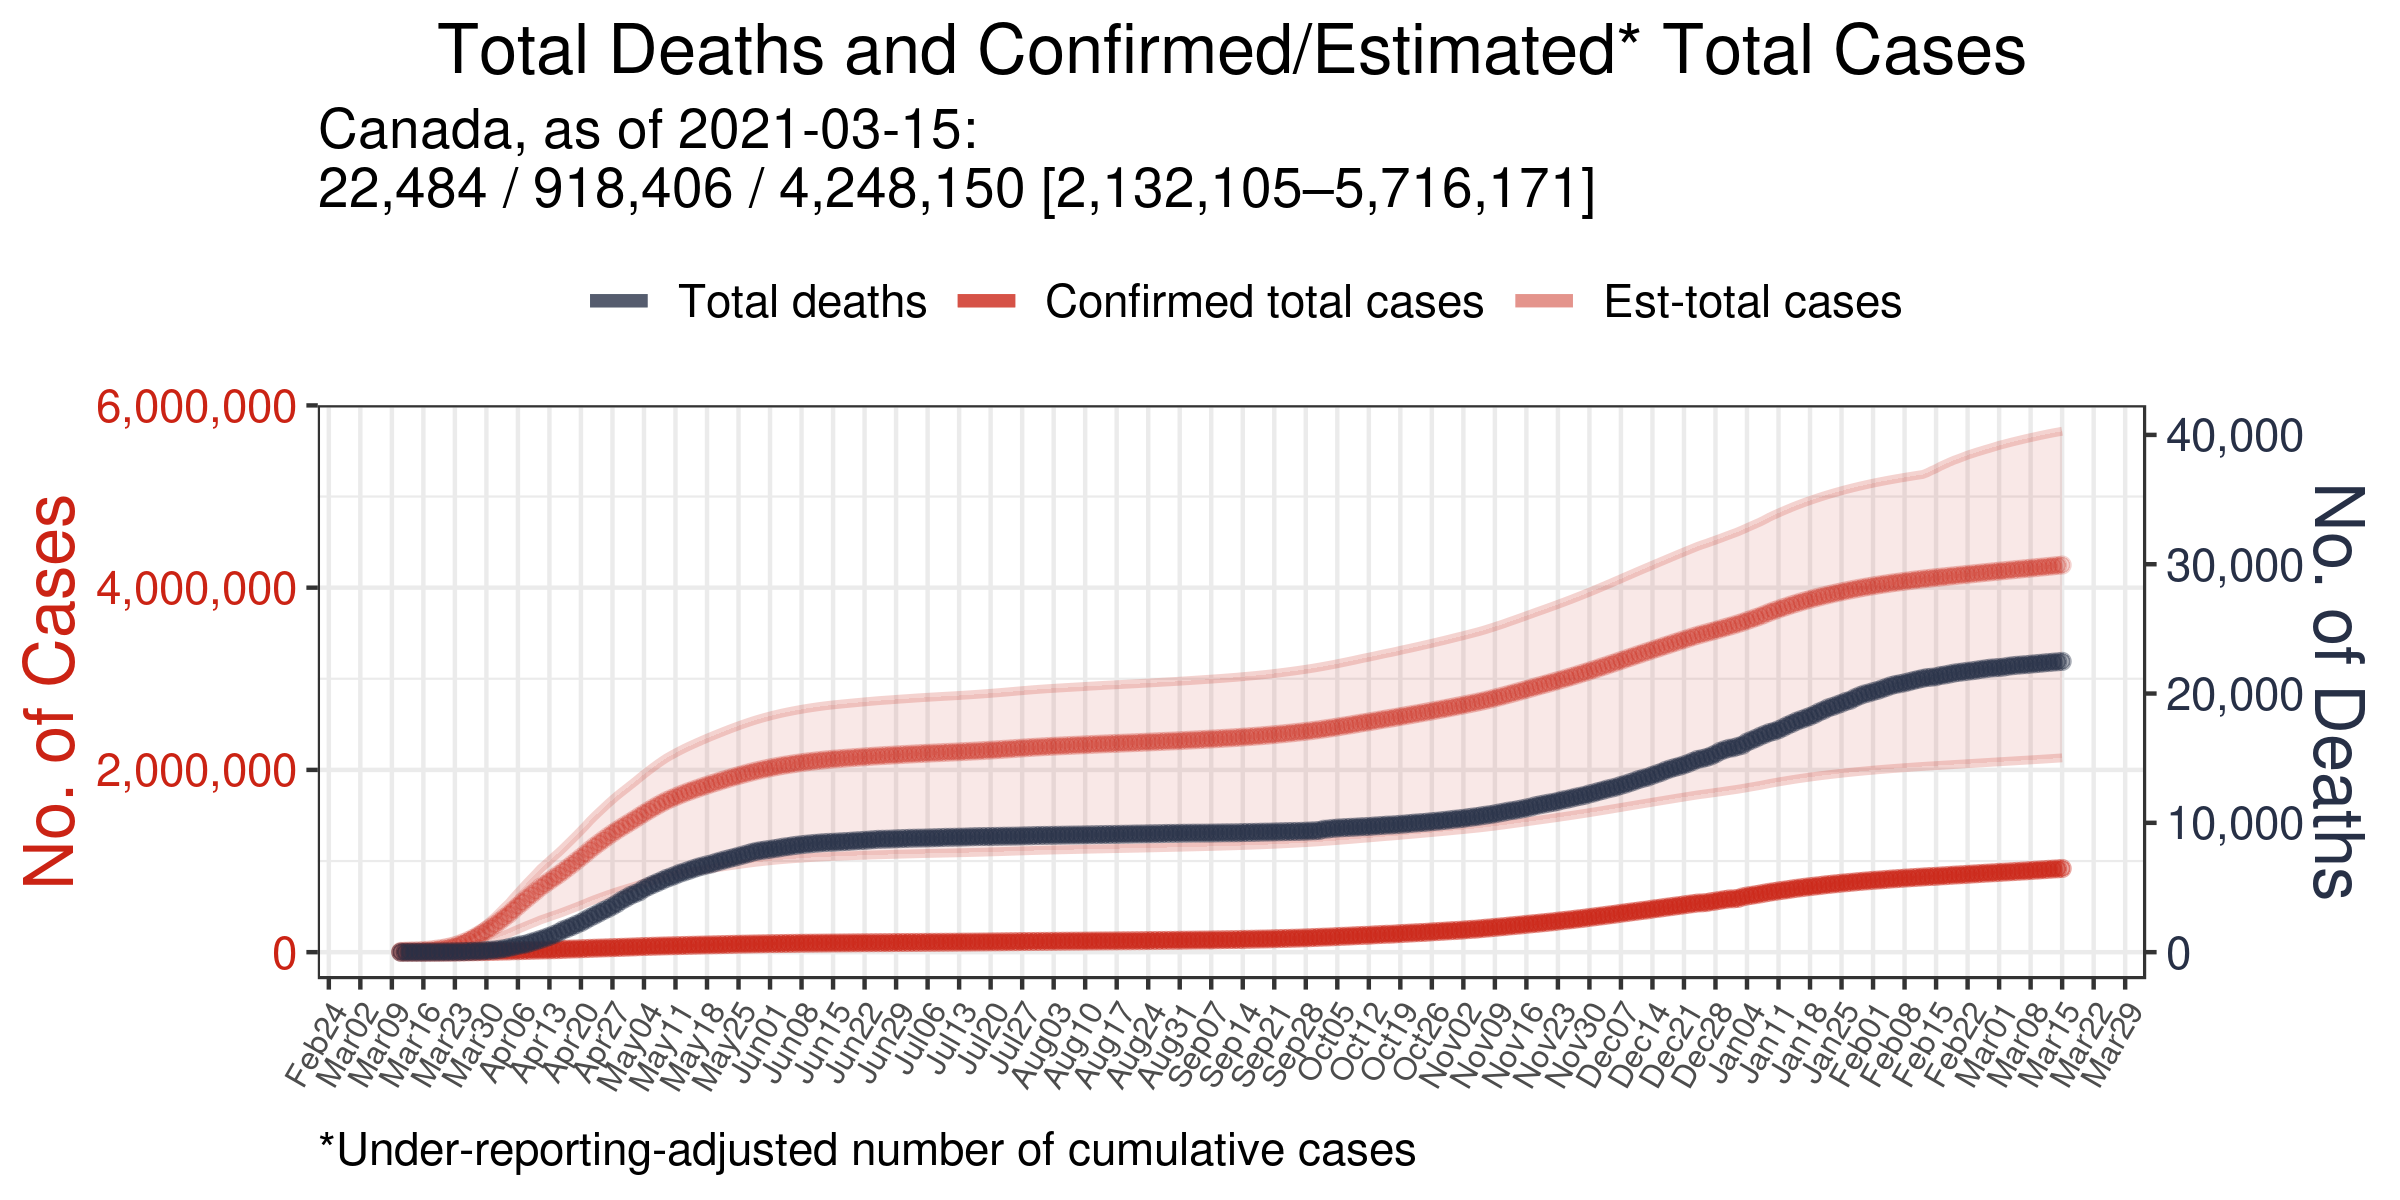 Total Deaths and Confirmed/Estimated* Total Cases
Canada, as of 2021-03-15:
22,484 / 918,406 / 4,248,150 [2,132,105–5,716,171]
Total deaths
Confirmed total cases
Est-total cases
No. of Cases
6,000,000
4,000,000
2,000,000
0
40,000
30,000
20,000
10,000
0
No. of Deaths
Feb24
Mar02
Mar09
Mar16
Mar23
Mar30
Apr06
Apr13
Apr20
Apr27
May04
May11
May18
May25
Jun01
Jun08
Jun15
Jun22
Jun29
Jul06
Jul13
Jul20
Jul27
Aug03
Aug10
Aug17
Aug24
Aug31
Sep07
Sep14
Sep21
Sep28
Oct05
Oct12
Oct19
Oct26
Nov02
Nov09
Nov16
Nov23
Nov30
Dec07
Dec14
Dec21
Dec28
Jan04
Jan11
Jan18
Jan25
Feb01
Feb08
Feb15
Feb22
Mar01
Mar08
Mar15
Mar22
Mar29
*Under-reporting-adjusted number of cumulative cases